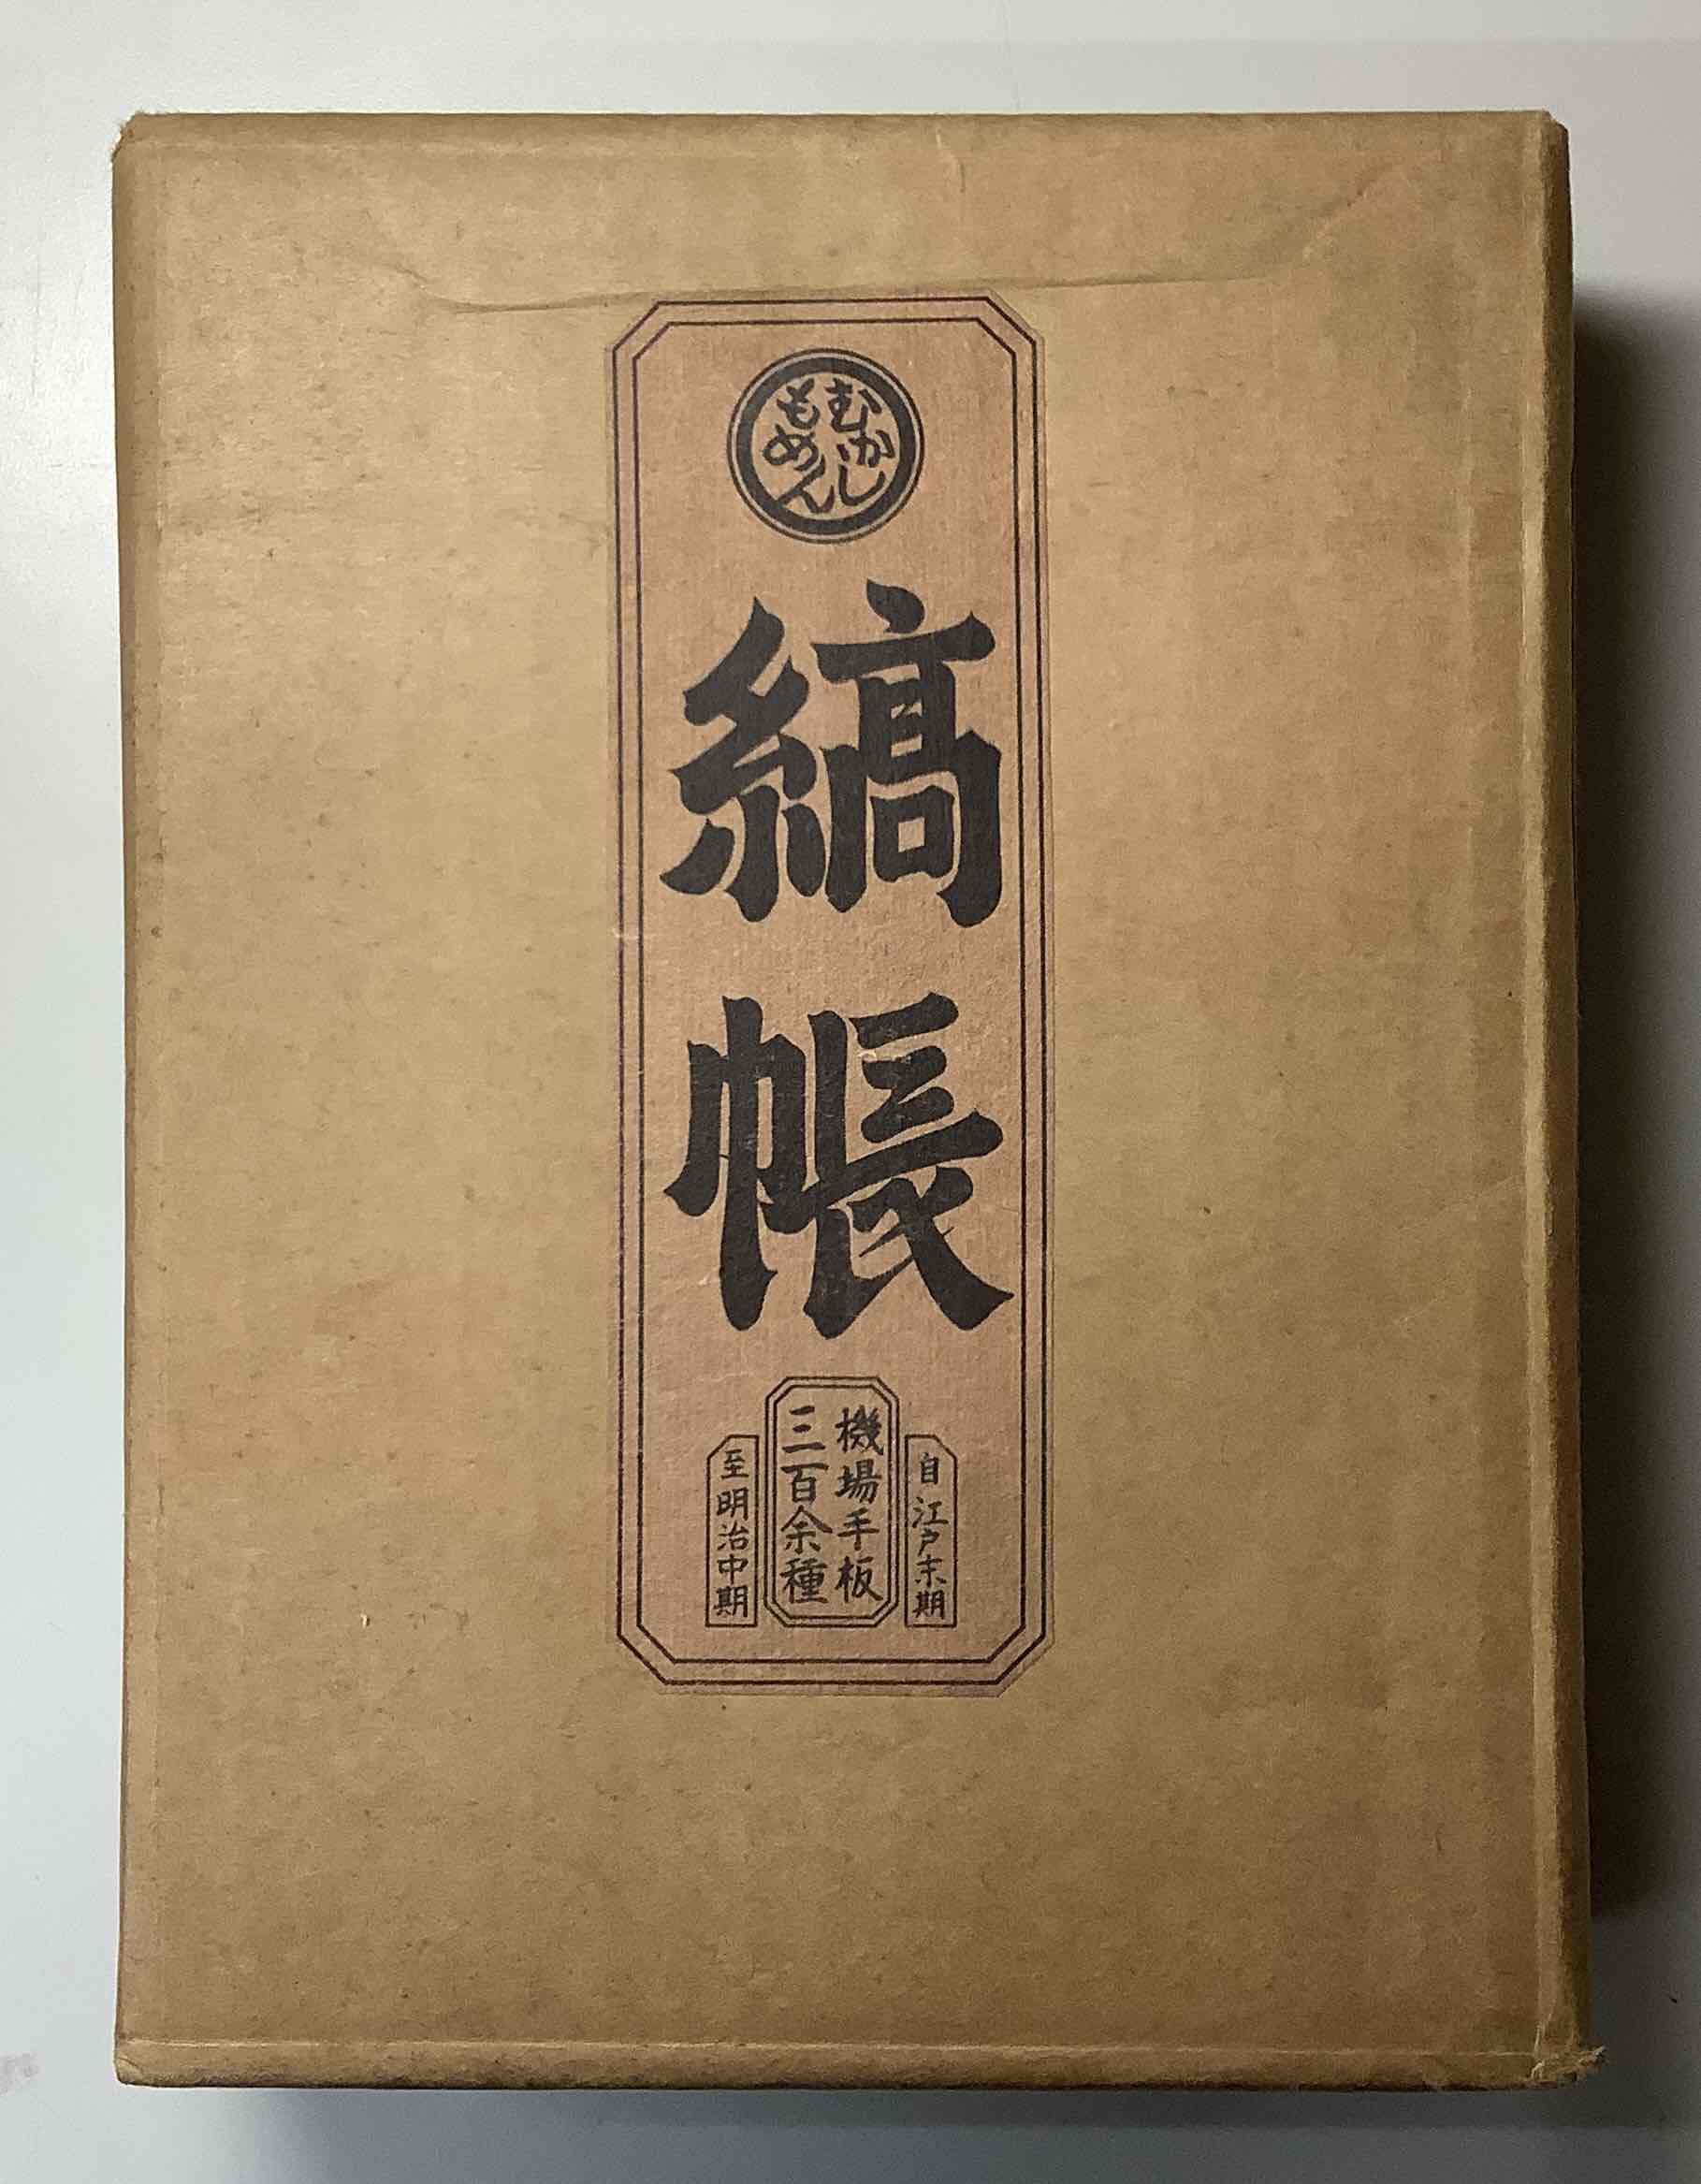 むかし
もめん
縞帳
自江戸末期
機場手板
三百余種
至明治中期